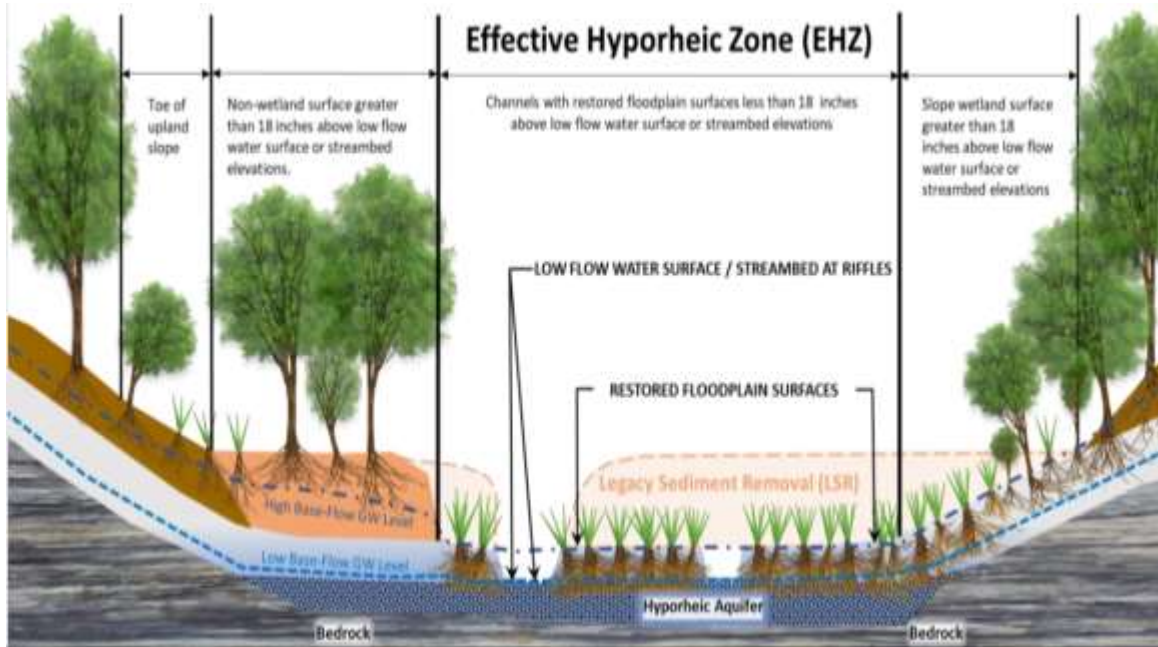 Effective Hyporheic Zone (EHZ)
Toe of
upland
slope
Non-wetland surface greater
than 18 inches above low flow
water surface or streambed
elevations.
Channels with restored floodplain surfaces less than 18 inches
above low flow water surface or streambed elevations
Slope wetland surface
greater than 18
inches above low flow
water surface or
streambed elevations
LOW FLOW WATER SURFACE / STREAMBED AT RIFFLES
RESTORED FLOODPLAIN SURFACES
Legacy Sediment Removal (LSR)
High Base-Flow GW Level
Low Base-Flow GW Level
Hyporheic Aquifer
Bedrock
Bedrock